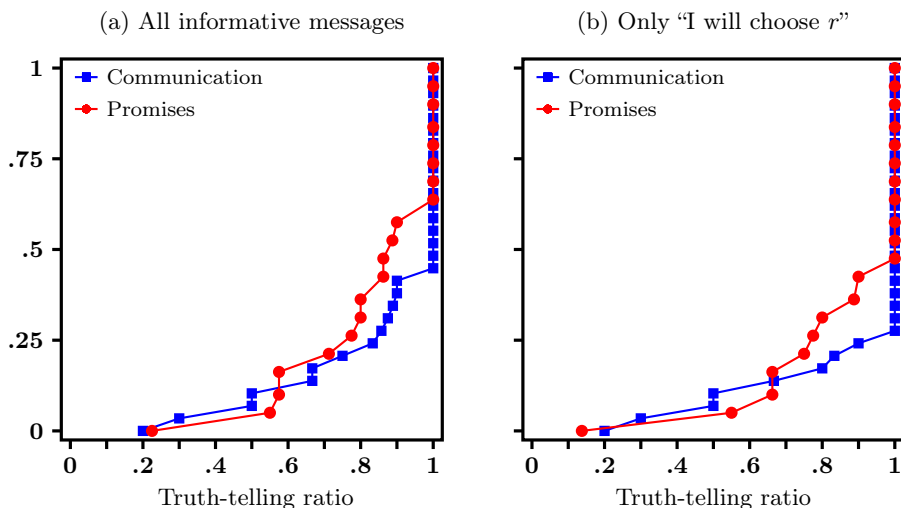 (a) All informative messages
(b) Only “I will choose r”
1
.75
.5
.25
0
Communication
Promises
Communication
Promises
0 .2 .4 .6 .8 1
0 .2 .4 .6 .8 1
Truth-telling ratio
Truth-telling ratio